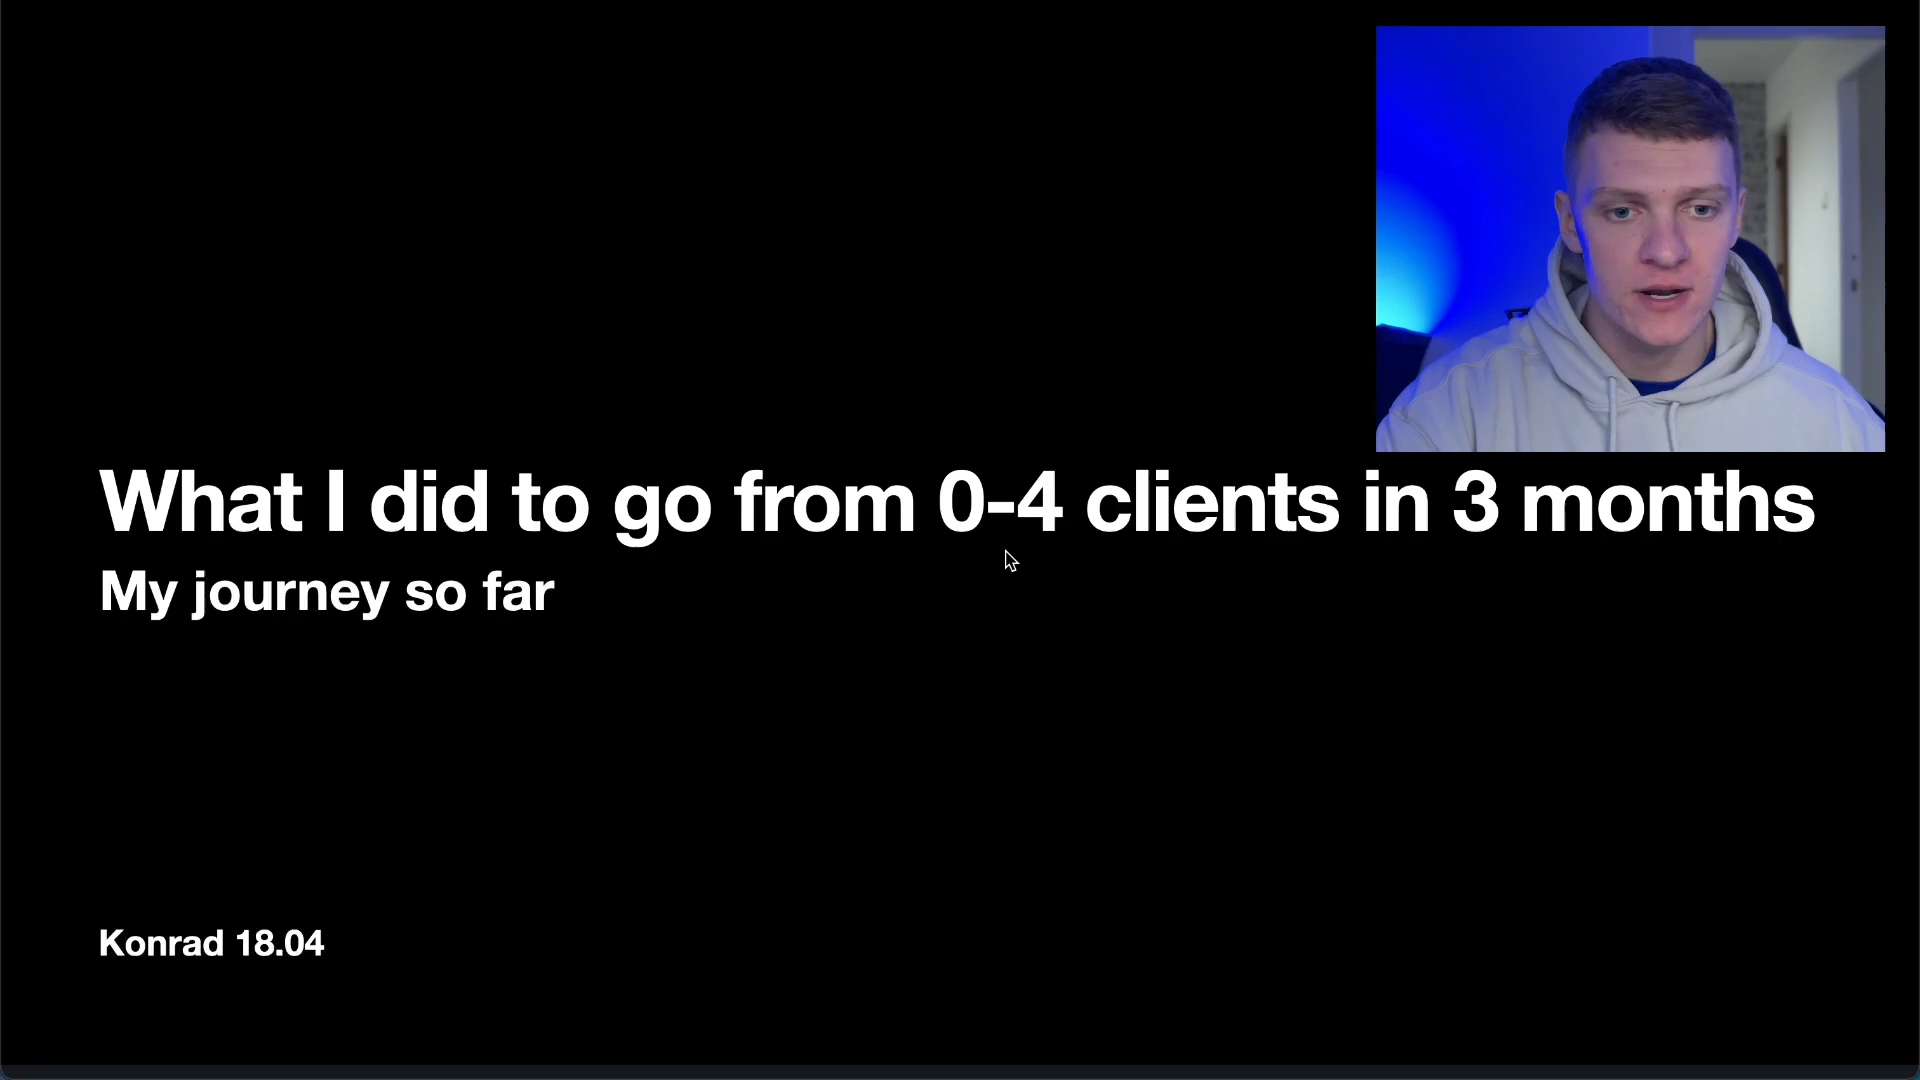 What I did to go from 0-4 clients in 3 months
My journey so far
Konrad 18.04